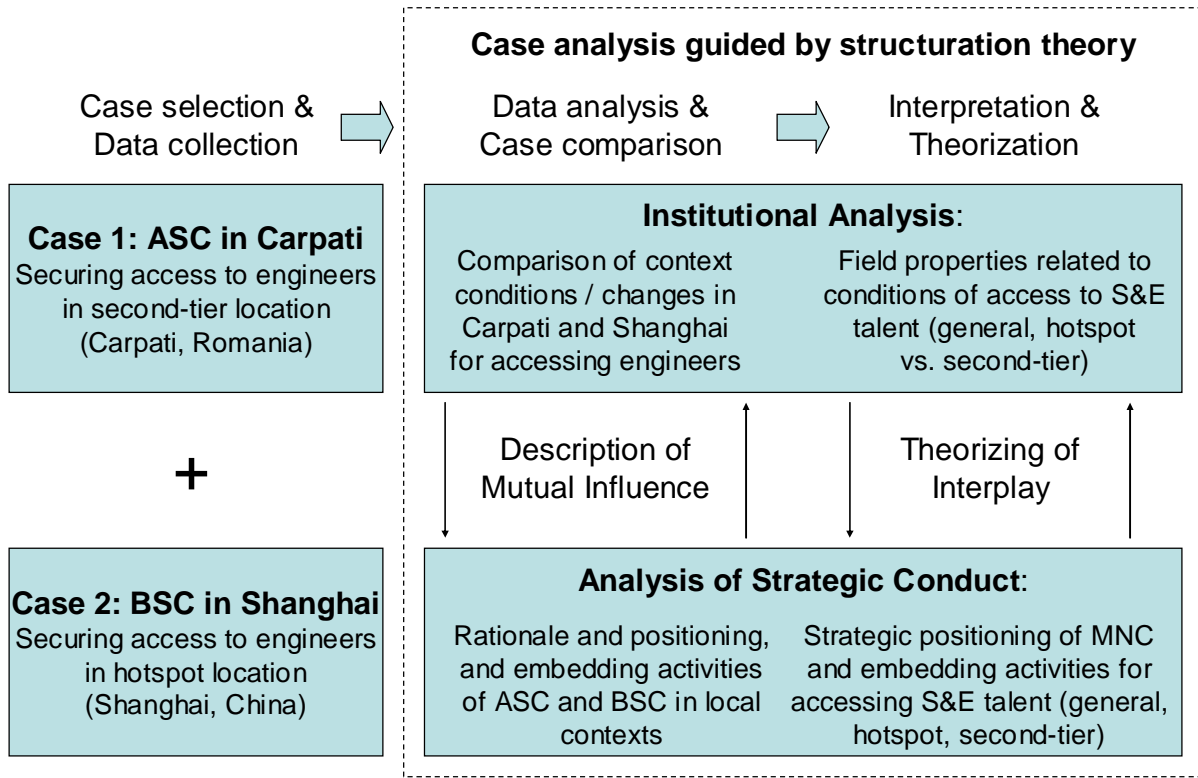 Case analysis guided by structuration theory
Case selection &
Data collection
Data analysis &
Case comparison
Interpretation &
Theorization
Case 1: ASC in Carpati
Securing access to engineers
in second-tier location
(Carpati, Romania)
+
Case 2: BSC in Shanghai
Securing access to engineers
in hotspot location
(Shanghai, China)
Institutional Analysis:
Comparison of context
conditions / changes in
Carpati and Shanghai
for accessing engineers
Field properties related to
conditions of access to S&E
talent (general, hotspot
vs. second-tier)
Description of
Mutual Influence
Theorizing of
Interplay
Analysis of Strategic Conduct:
Rationale and positioning,
and embedding activities
of ASC and BSC in local
contexts
Strategic positioning of MNC
and embedding activities for
accessing S&E talent (general,
hotspot, second-tier)